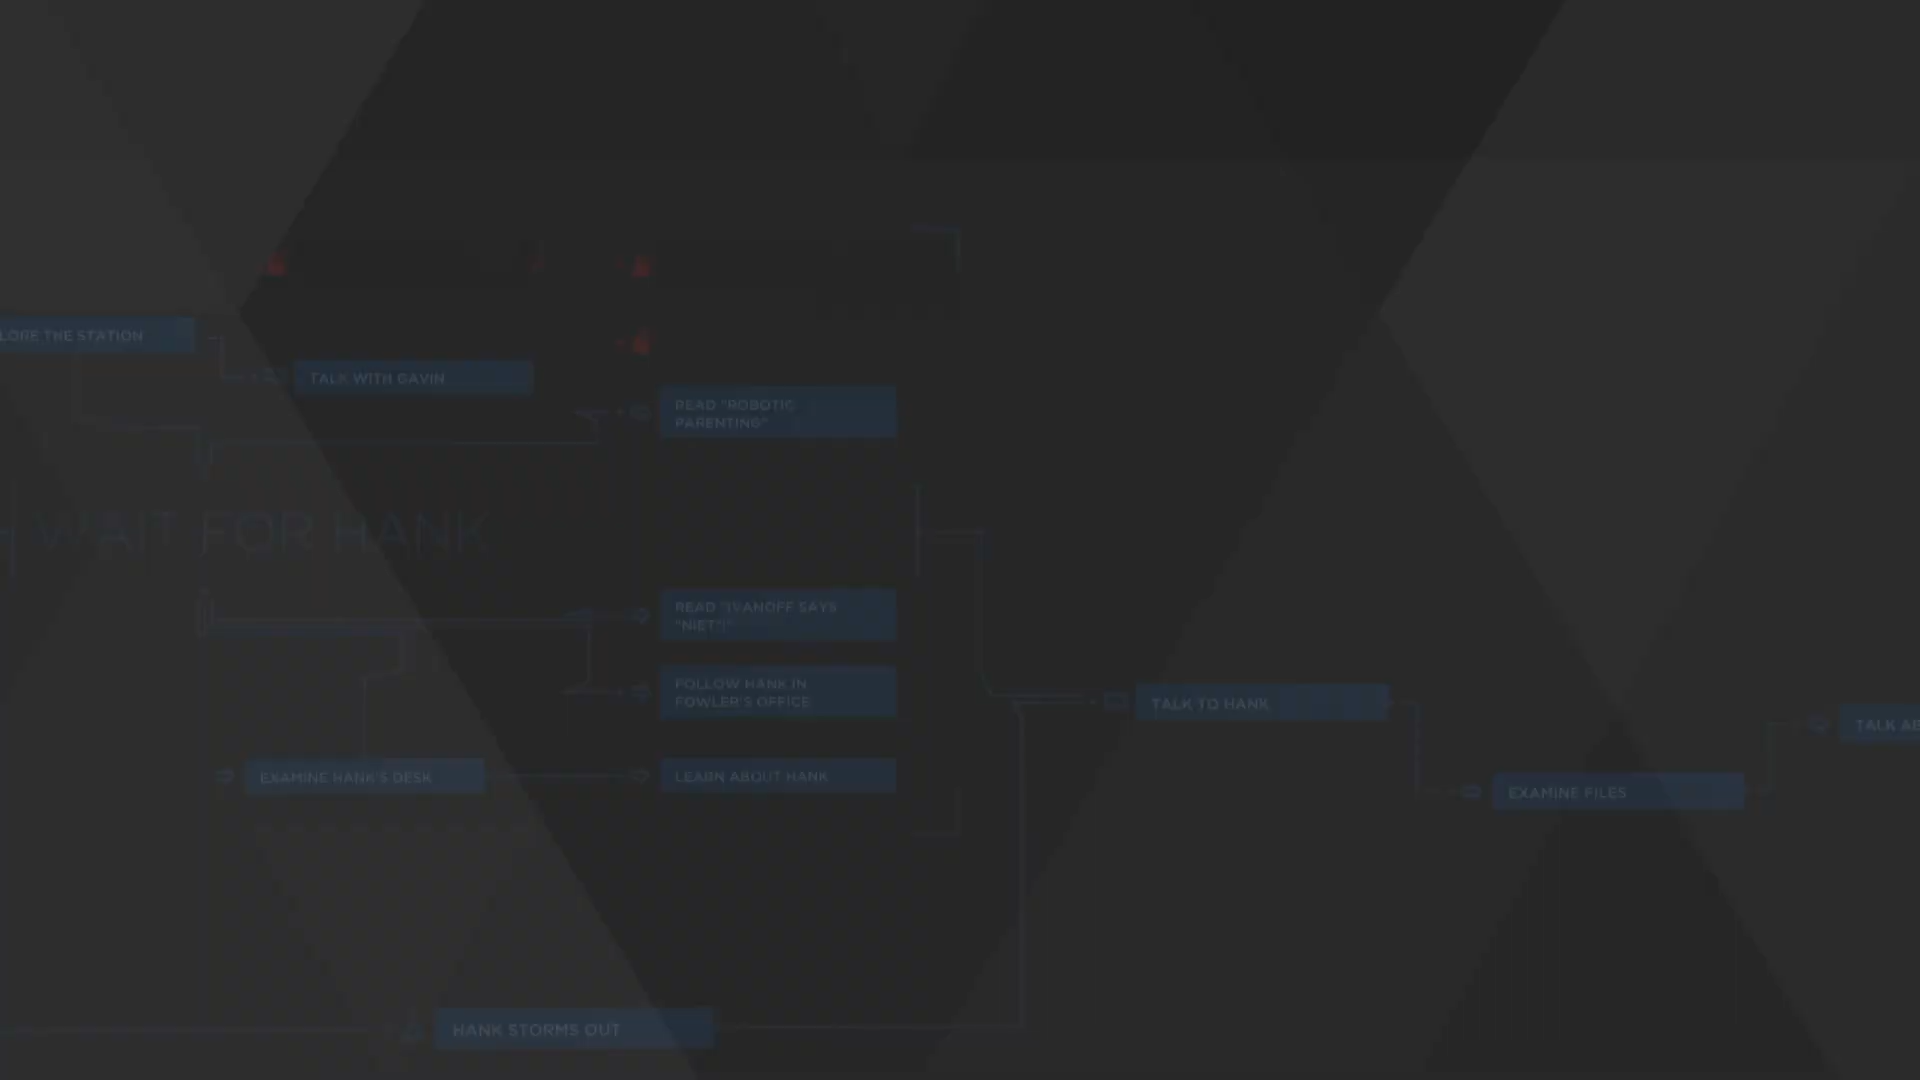 LORE THE STATION
TALK WITH GAVIN
READ "ROBOTIC
PARENTING"
WAIT FOR HANK
READ "IVANOFF SAYS
"NIET"!"
FOLLOW HANK IN
FOWLER'S OFFICE
TALK TO HANK
TALK AB
EXAMINE HANK'S DESK
LEARN ABOUT HANK
EXAMINE FILES
HANK STORMS OUT